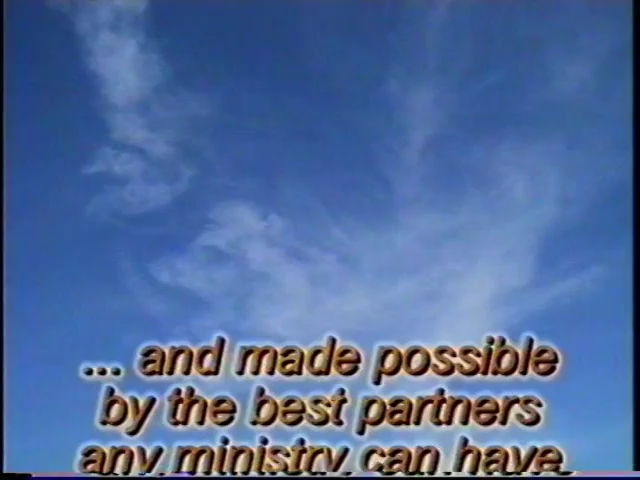 ... and made possible
by the best partners
any ministry can have